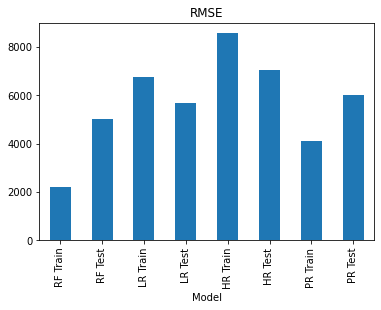 RMSE
8000
6000
4000
2000
0
RF Train
RF Test
LR Train
LR Test
HR Train
HR Test
PR Train
PR Test
Model